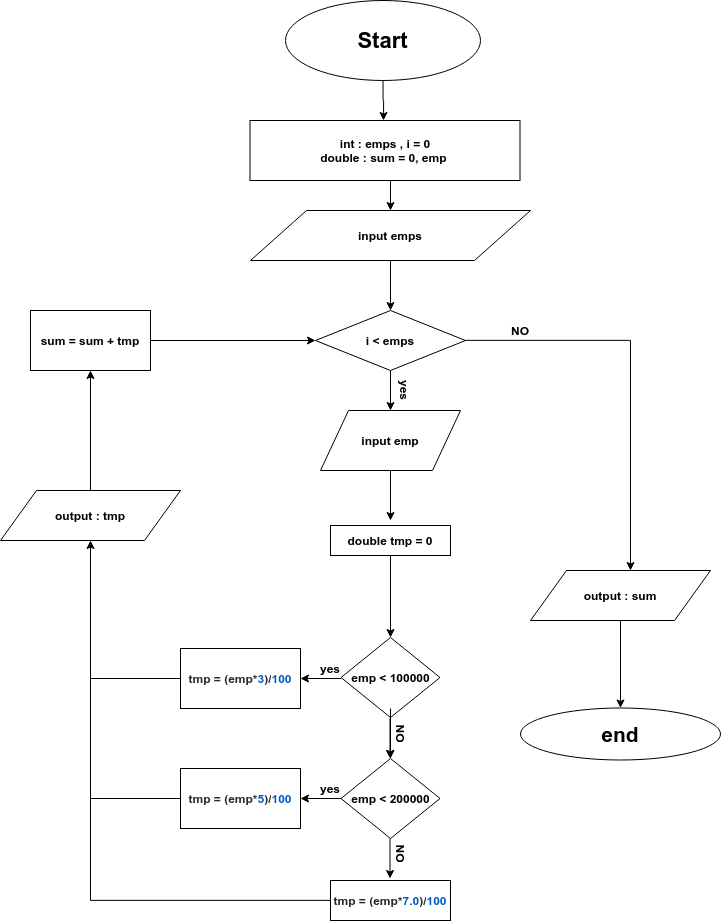 Start
int : emps , i = 0
double : sum = 0, emp
input emps
sum = sum + tmp
i < emps
NO
yes
input emp
output : tmp
double tmp = 0
output : sum
tmp = (emp*3)/100
yes
emp < 100000
NO
end
tmp = (emp*5)/100
yes
emp < 200000
NO
tmp = (emp*7.0)/100